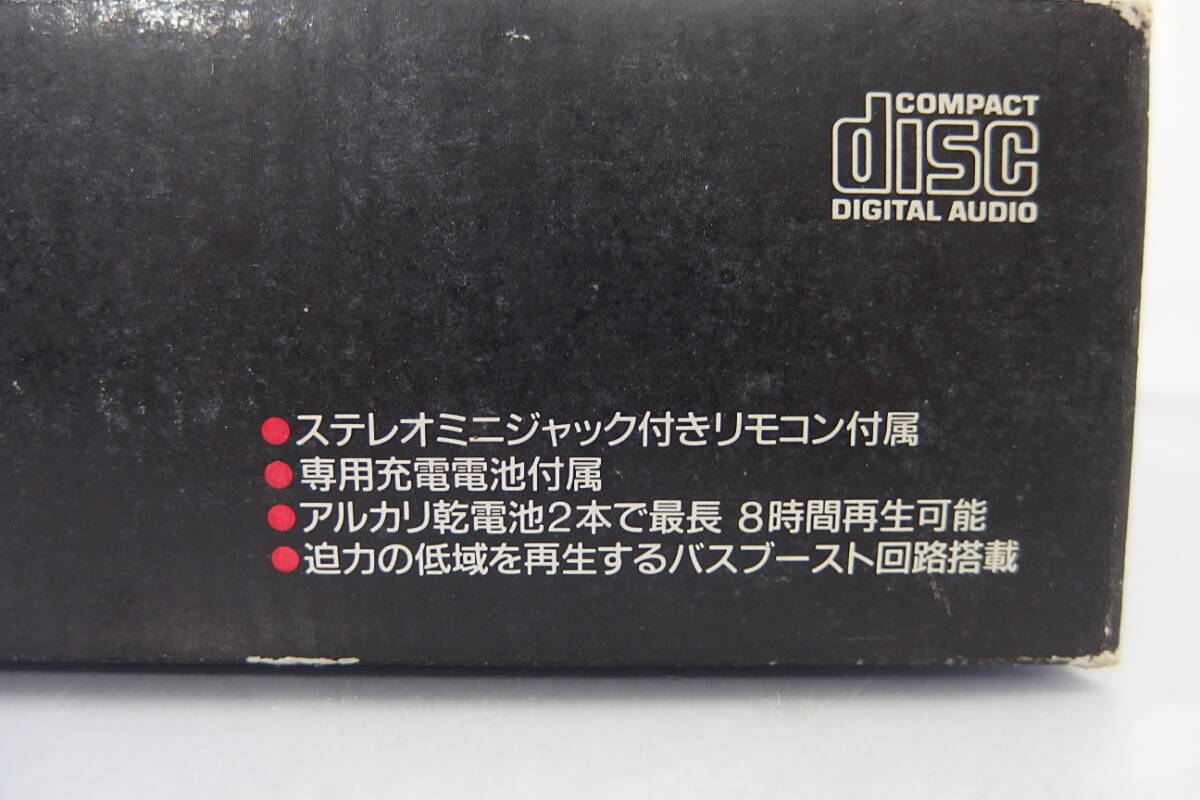 COMPACT
disc
DIGITAL AUDIO
●ステレオミニジャック付きリモコン付属
●専用充電電池付属
●アルカリ乾電池2本で最長 8時間再生可能
●迫力の低域を再生するバスブースト回路搭載